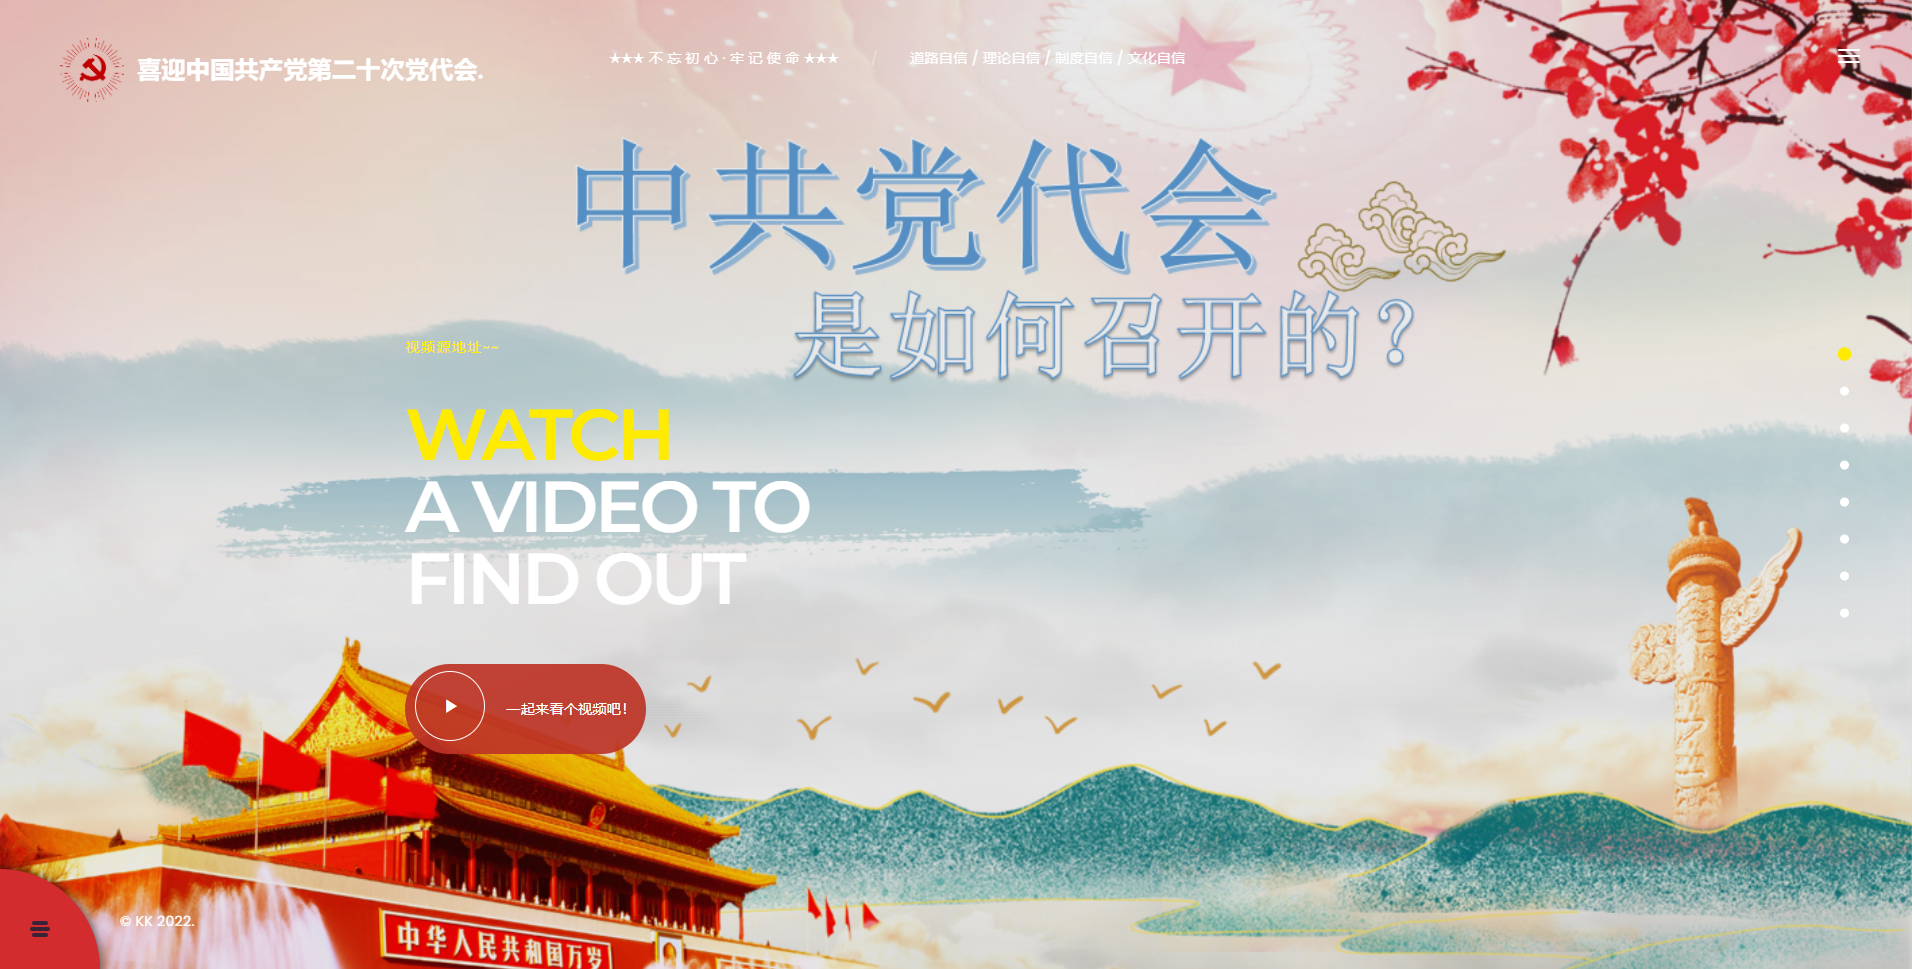 喜迎中国共产党第二十次党代会.
★★★ 不忘初心·牢记使命 ★★★ / 道路自信 / 理论自信 / 制度自信 / 文化自信
中共党代会
是如何召开的？
视频源地址~~
WATCH
A VIDEO TO
FIND OUT
一起来看个视频吧！
© KK 2022.
中华人民共和国万岁